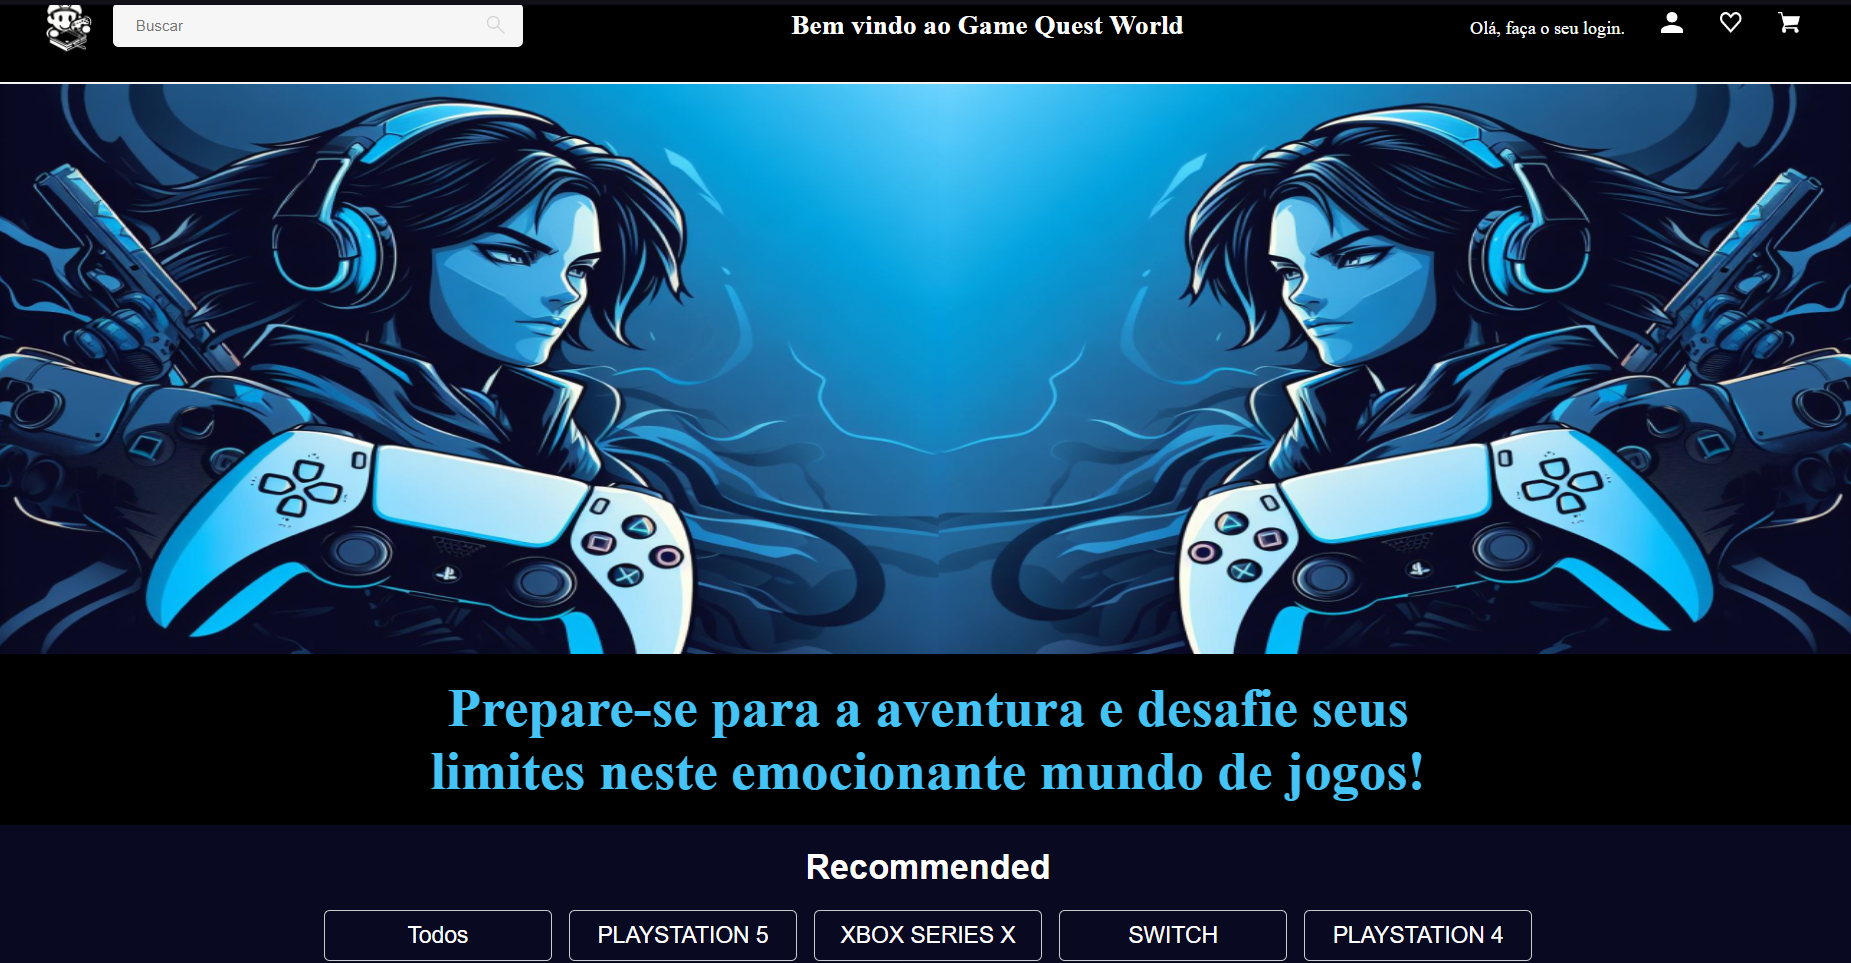 Buscar
Bem vindo ao Game Quest World
Olá, faça o seu login.
Prepare-se para a aventura e desafie seus
limites neste emocionante mundo de jogos!
Recommended
Todos
PLAYSTATION 5
XBOX SERIES X
SWITCH
PLAYSTATION 4